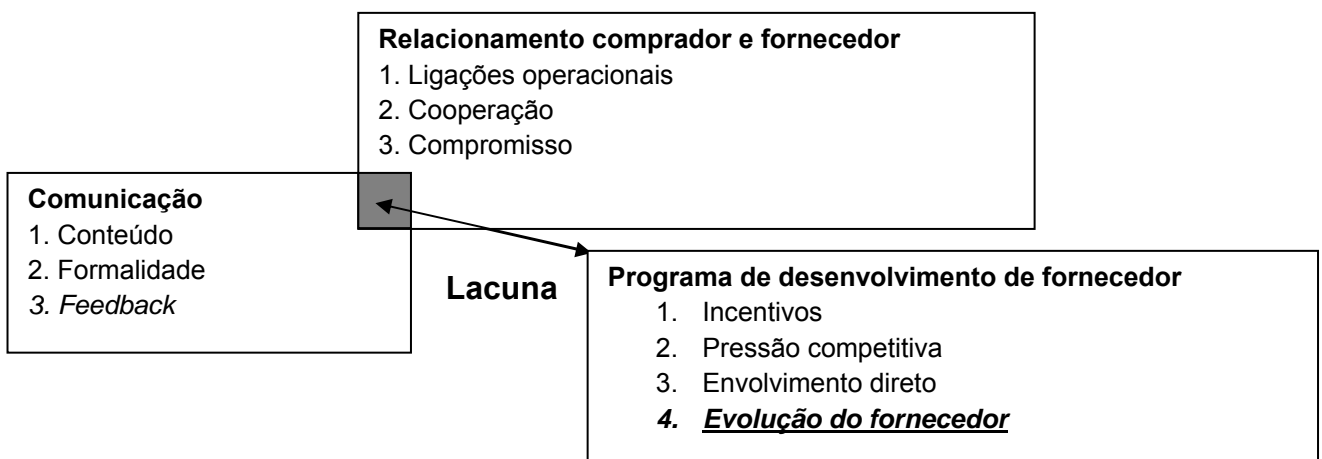 Relacionamento comprador e fornecedor
1. Ligações operacionais
2. Cooperação
3. Compromisso
Comunicação
1. Conteúdo
2. Formalidade
3. Feedback
Lacuna
Programa de desenvolvimento de fornecedor
1. Incentivos
2. Pressão competitiva
3. Envolvimento direto
4. Evolução do fornecedor